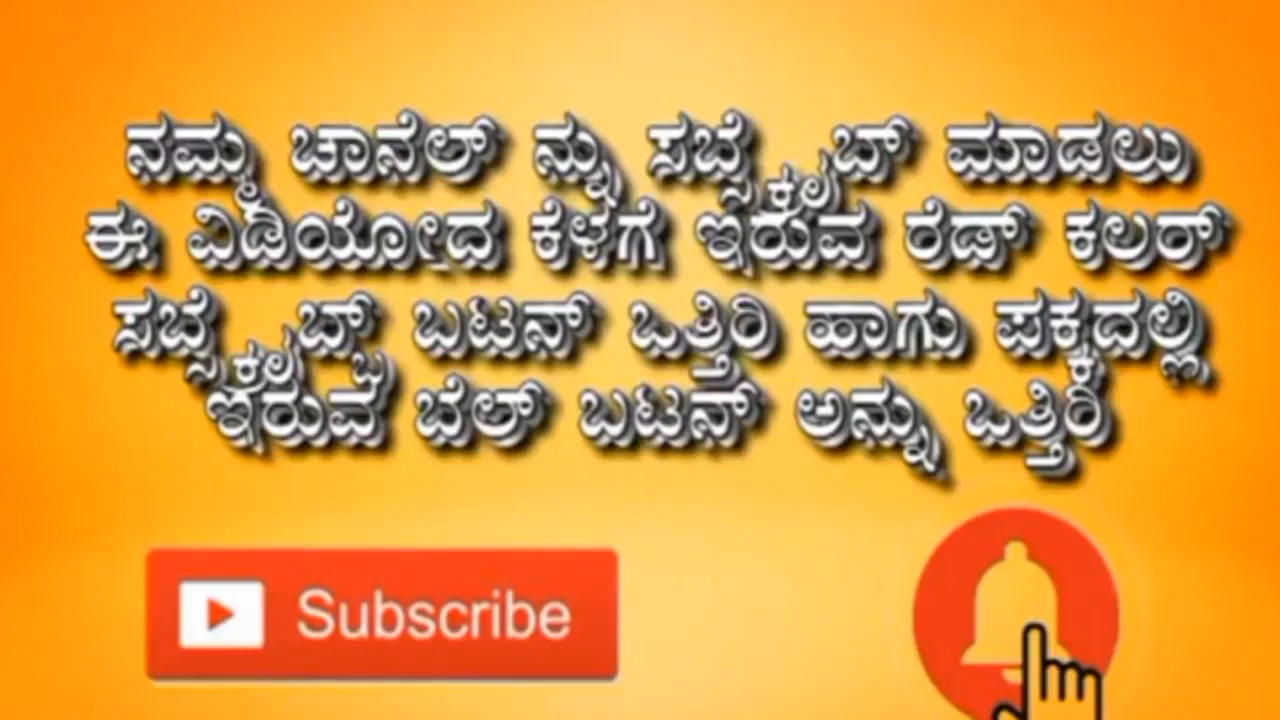 ನಮ್ಮ ಚಾನೆಲ್ ನ್ನು ಸಬ್ಸ್ಕ್ರೈಬ್ ಮಾಡಲು
ಈ ವಿಡಿಯೋದ ಕೆಳಗೆ ಇರುವ ರೆಡ್ ಕಲರ್
ಸಬ್ಸ್ಕ್ರೈಬ್ಬ್ ಬಟನ್ ಒತ್ತಿರಿ ಹಾಗು ಪಕ್ಕದಲ್ಲಿ
ಇರುವ ಬೆಲ್ ಬಟನ್ ಅನ್ನು ಒತ್ತಿರಿ
Subscribe